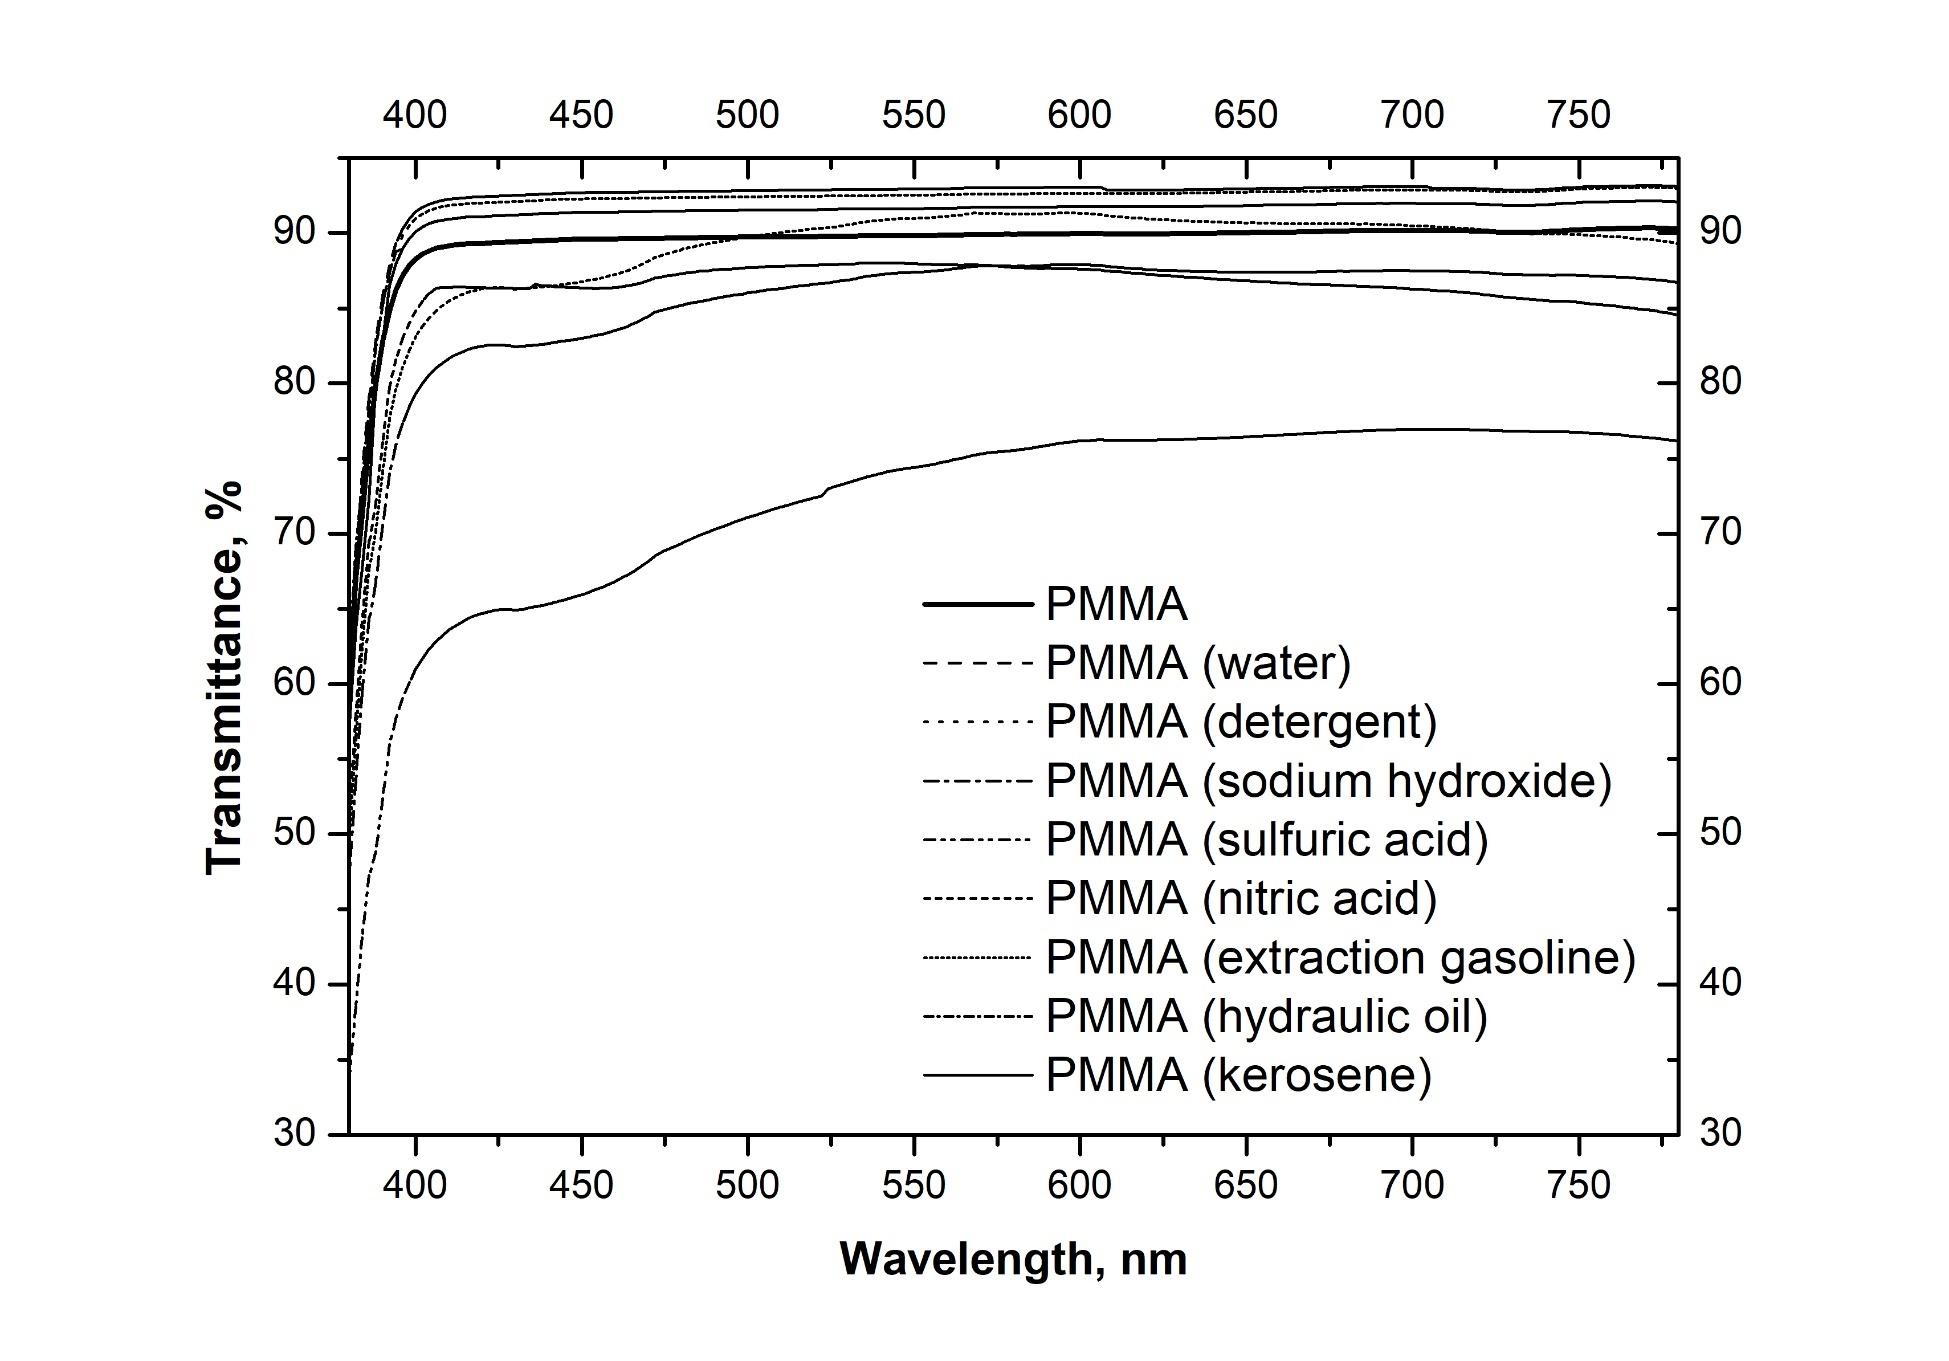 400 450 500 550 600 650 700 750
90 90
80 80
70 70
60 60
50 50
40 40
30 30
Transmittance, %
PMMA
PMMA (water)
PMMA (detergent)
PMMA (sodium hydroxide)
PMMA (sulfuric acid)
PMMA (nitric acid)
PMMA (extraction gasoline)
PMMA (hydraulic oil)
PMMA (kerosene)
400 450 500 550 600 650 700 750
Wavelength, nm